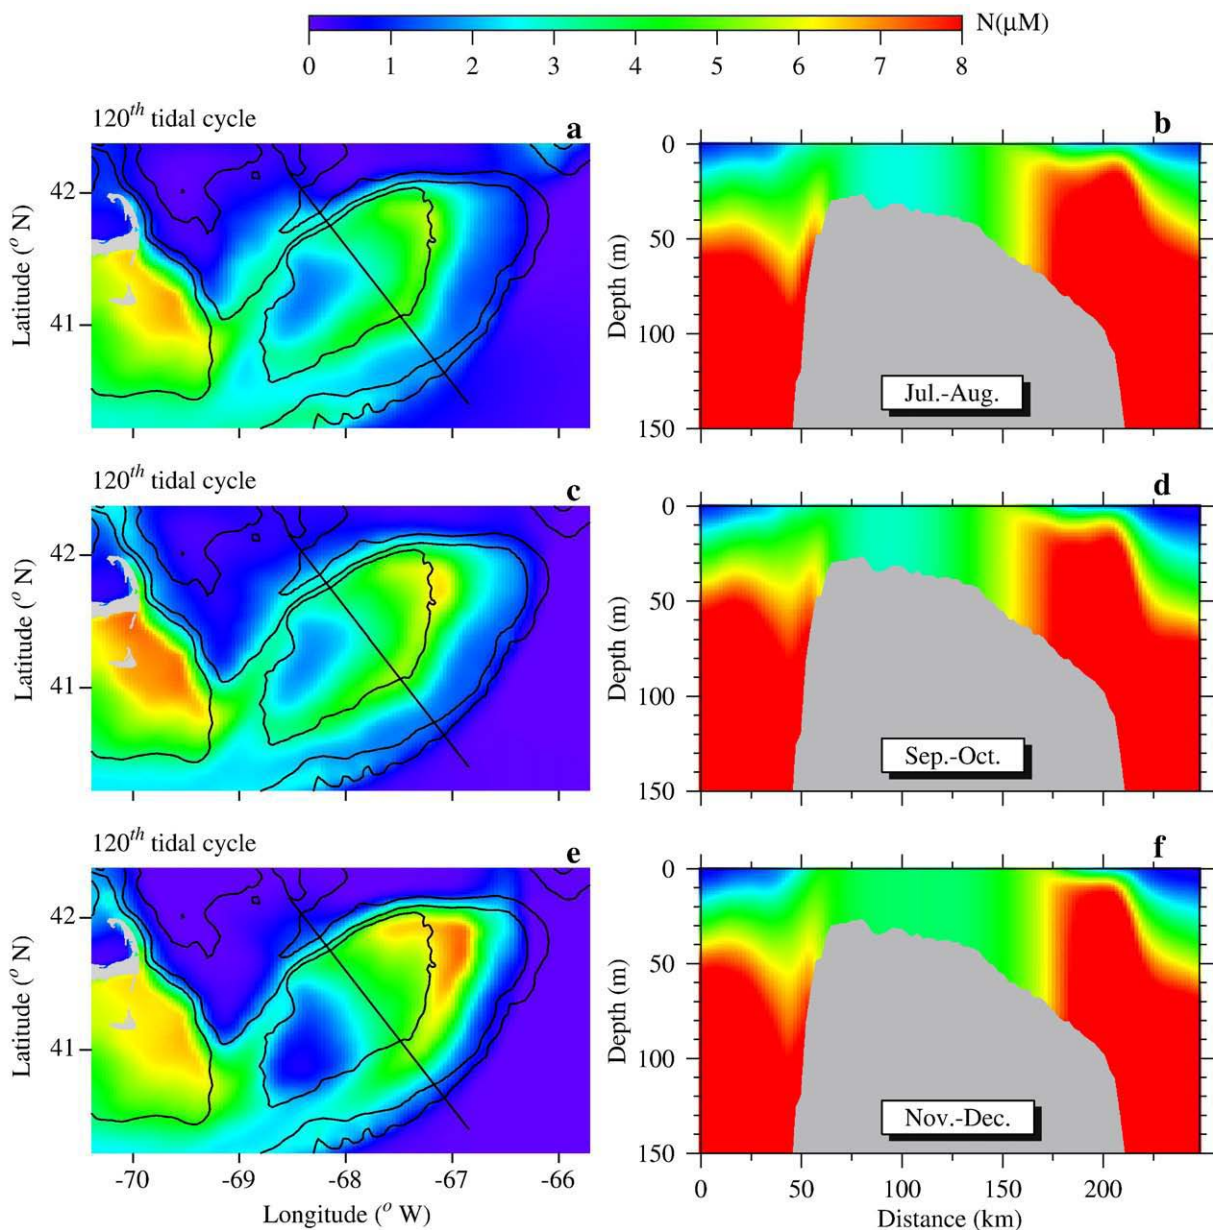 N(μM)
0 1 2 3 4 5 6 7 8
120th tidal cycle
a
b
42
41
Latitude (o N)
0
50
100
150
Depth (m)
Jul.-Aug.
120th tidal cycle
c
d
42
41
Latitude (o N)
0
50
100
150
Depth (m)
Sep.-Oct.
120th tidal cycle
e
f
42
41
Latitude (o N)
0
50
100
150
Depth (m)
Nov.-Dec.
-70 -69 -68 -67 -66
Longitude (o W)
0 50 100 150 200
Distance (km)